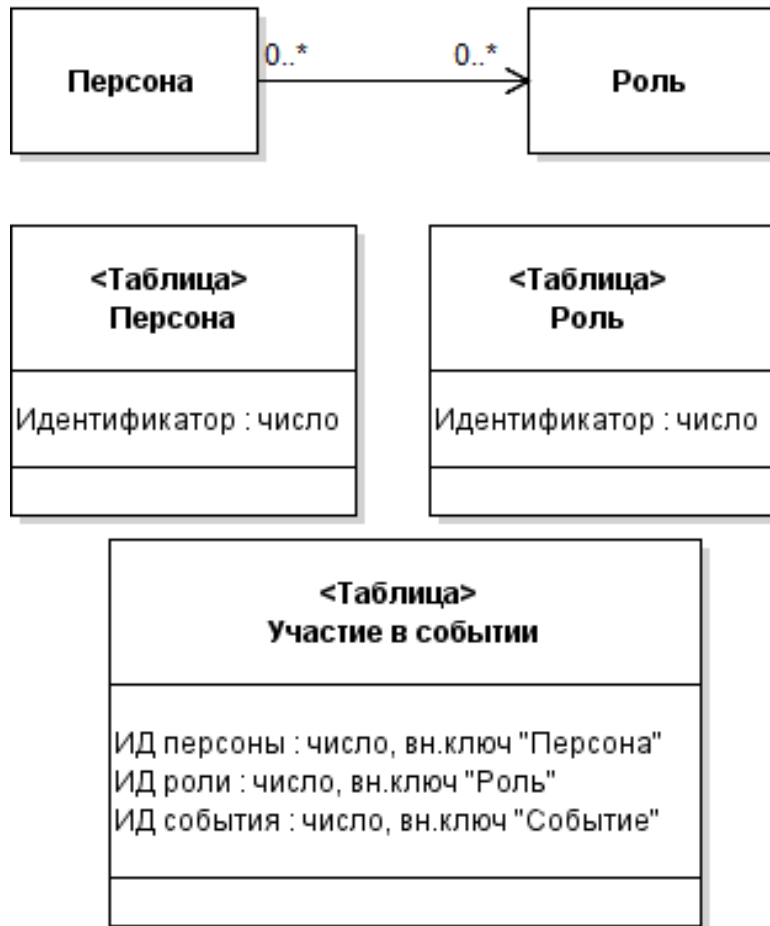 0..*
0..*
Персона
Роль
<Таблица>
Персона
Идентификатор : число
<Таблица>
Роль
Идентификатор : число
<Таблица>
Участие в событии
ИД персоны : число, вн.ключ "Персона"
ИД роли : число, вн.ключ "Роль"
ИД события : число, вн.ключ "Событие"